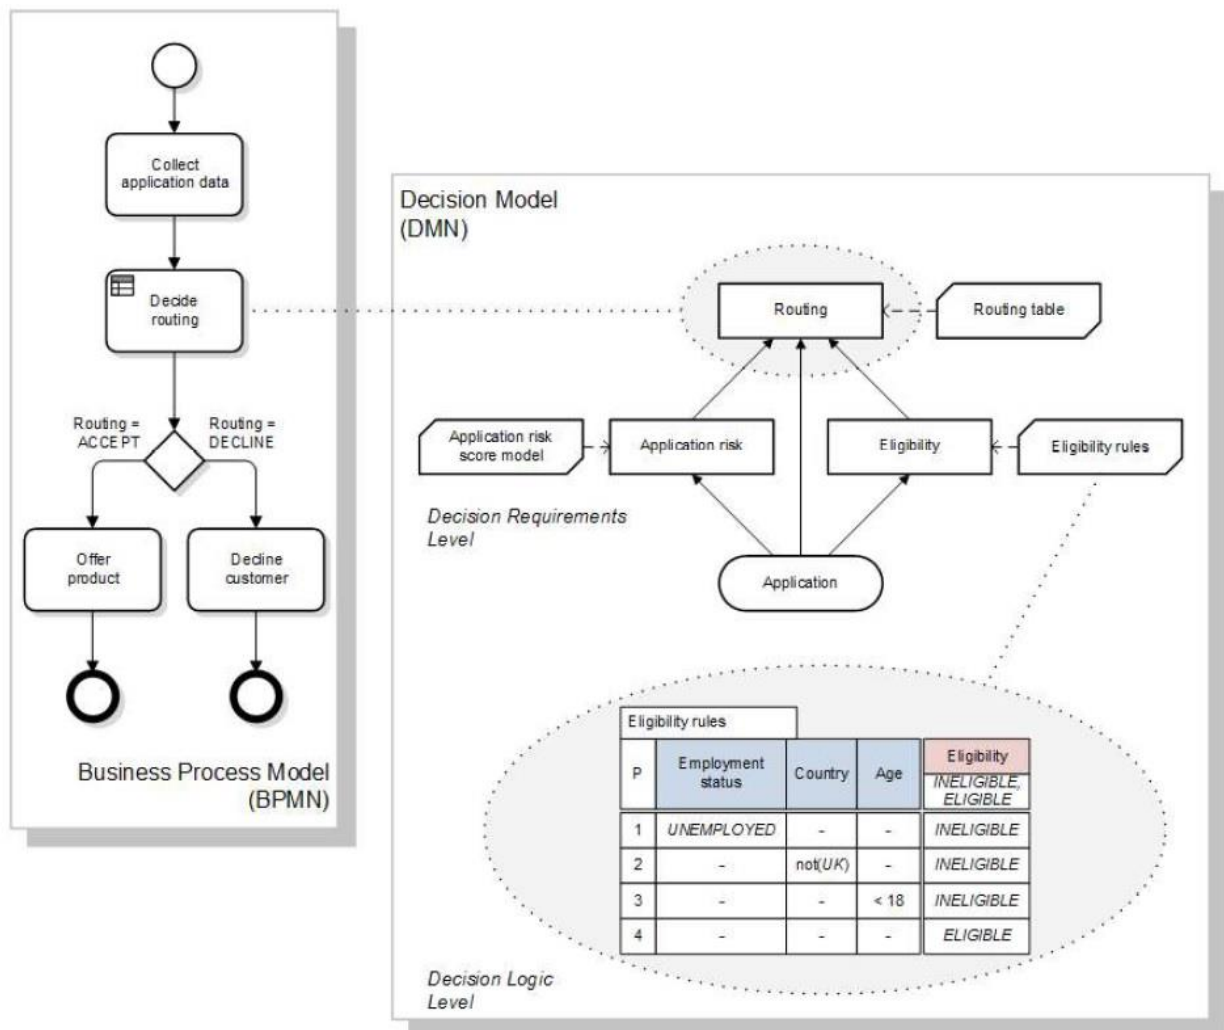 Collect
application data
Decide
routing
Routing =
ACCEPT
Routing =
DECLINE
Offer
product
Decline
customer
Business Process Model
(BPMN)
Decision Model
(DMN)
Routing
Routing table
Application risk
score model
Application risk
Eligibility
Eligibility rules
Decision Requirements
Level
Application
Eligibility rules
P Employment status Country Age Eligibility
INELIGIBLE,
ELIGIBLE
1 UNEMPLOYED - - INELIGIBLE
2 - not(UK) - INELIGIBLE
3 - - < 18 INELIGIBLE
4 - - - ELIGIBLE
Decision Logic
Level